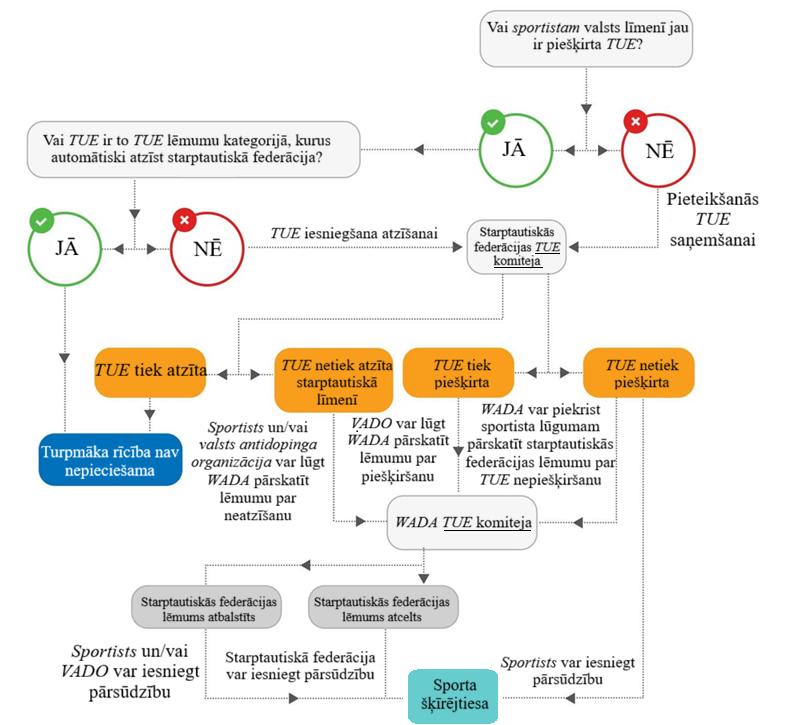 Vai sportistam valsts līmenī jau
ir piešķirta TUE?
JĀ
NĒ
Vai TUE ir to TUE lēmumu kategorijā, kurus
automātiski atzīst starptautiskā federācija?
Pieteikšanās
TUE
saņemšanai
JĀ
NĒ
TUE iesniegšana atzīšanai
Starptautiskās
federācijas TUE
komiteja
TUE tiek atzīta
TUE netiek atzīta
starptautiskā
līmenī
TUE tiek
piešķirta
TUE netiek
piešķirta
Turpmāka rīcība nav
nepieciešama
Sportists un/vai
valsts antidopinga
organizācija var lūgt
WADA pārskatīt
lēmumu par
neatzīšanu
VADO var lūgt
WADA pārskatīt
lēmumu par
piešķiršanu
WADA var piekrist
sportista lūgumam
pārskatīt starptautiskās
federācijas lēmumu par
TUE nepiešķiršanu
WADA TUE komiteja
Starptautiskās federācijas
lēmums atbalstīts
Starptautiskās federācijas
lēmums atcelts
Sportists un/vai
VADO var iesniegt
pārsūdzību
Starptautiskā federācija
var iesniegt pārsūdzību
Sportists var iesniegt
pārsūdzību
Sporta
šķīrējtiesa